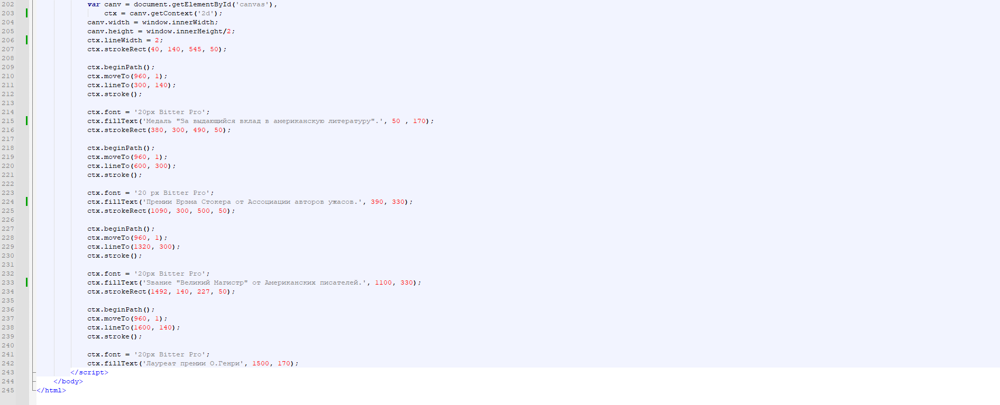 202 var canv = document.getElementById('canvas'),
203 ctx = canv.getContext('2d');
204 canv.width = window.innerWidth;
205 canv.height = window.innerHeight/2;
206 ctx.lineWidth = 2;
207 ctx.strokeRect(40, 140, 545, 50);
208
209 ctx.beginPath();
210 ctx.moveTo(960, 1);
211 ctx.lineTo(300, 140);
212 ctx.stroke();
213
214 ctx.font = '20px Bitter Pro';
215 ctx.fillText('Медаль "За выдающийся вклад в американскую литературу".', 50 , 170);
216 ctx.strokeRect(380, 300, 490, 50);
217
218 ctx.beginPath();
219 ctx.moveTo(960, 1);
220 ctx.lineTo(600, 300);
221 ctx.stroke();
222
223 ctx.font = '20 px Bitter Pro';
224 ctx.fillText('Премии Брэма Стокера от Ассоциации авторов ужасов.', 390, 330);
225 ctx.strokeRect(1090, 300, 500, 50);
226
227 ctx.beginPath();
228 ctx.moveTo(960, 1);
229 ctx.lineTo(1320, 300);
230 ctx.stroke();
231
232 ctx.font = '20px Bitter Pro';
233 ctx.fillText('Звание "Великий Магистр" от Американских писателей.', 1100, 330);
234 ctx.strokeRect(1492, 140, 227, 50);
235
236 ctx.beginPath();
237 ctx.moveTo(960, 1);
238 ctx.lineTo(1600, 140);
239 ctx.stroke();
240
241 ctx.font = '20px Bitter Pro';
242 ctx.fillText('Лауреат премии О.Генри', 1500, 170);
243 </script>
244 </body>
245 </html>